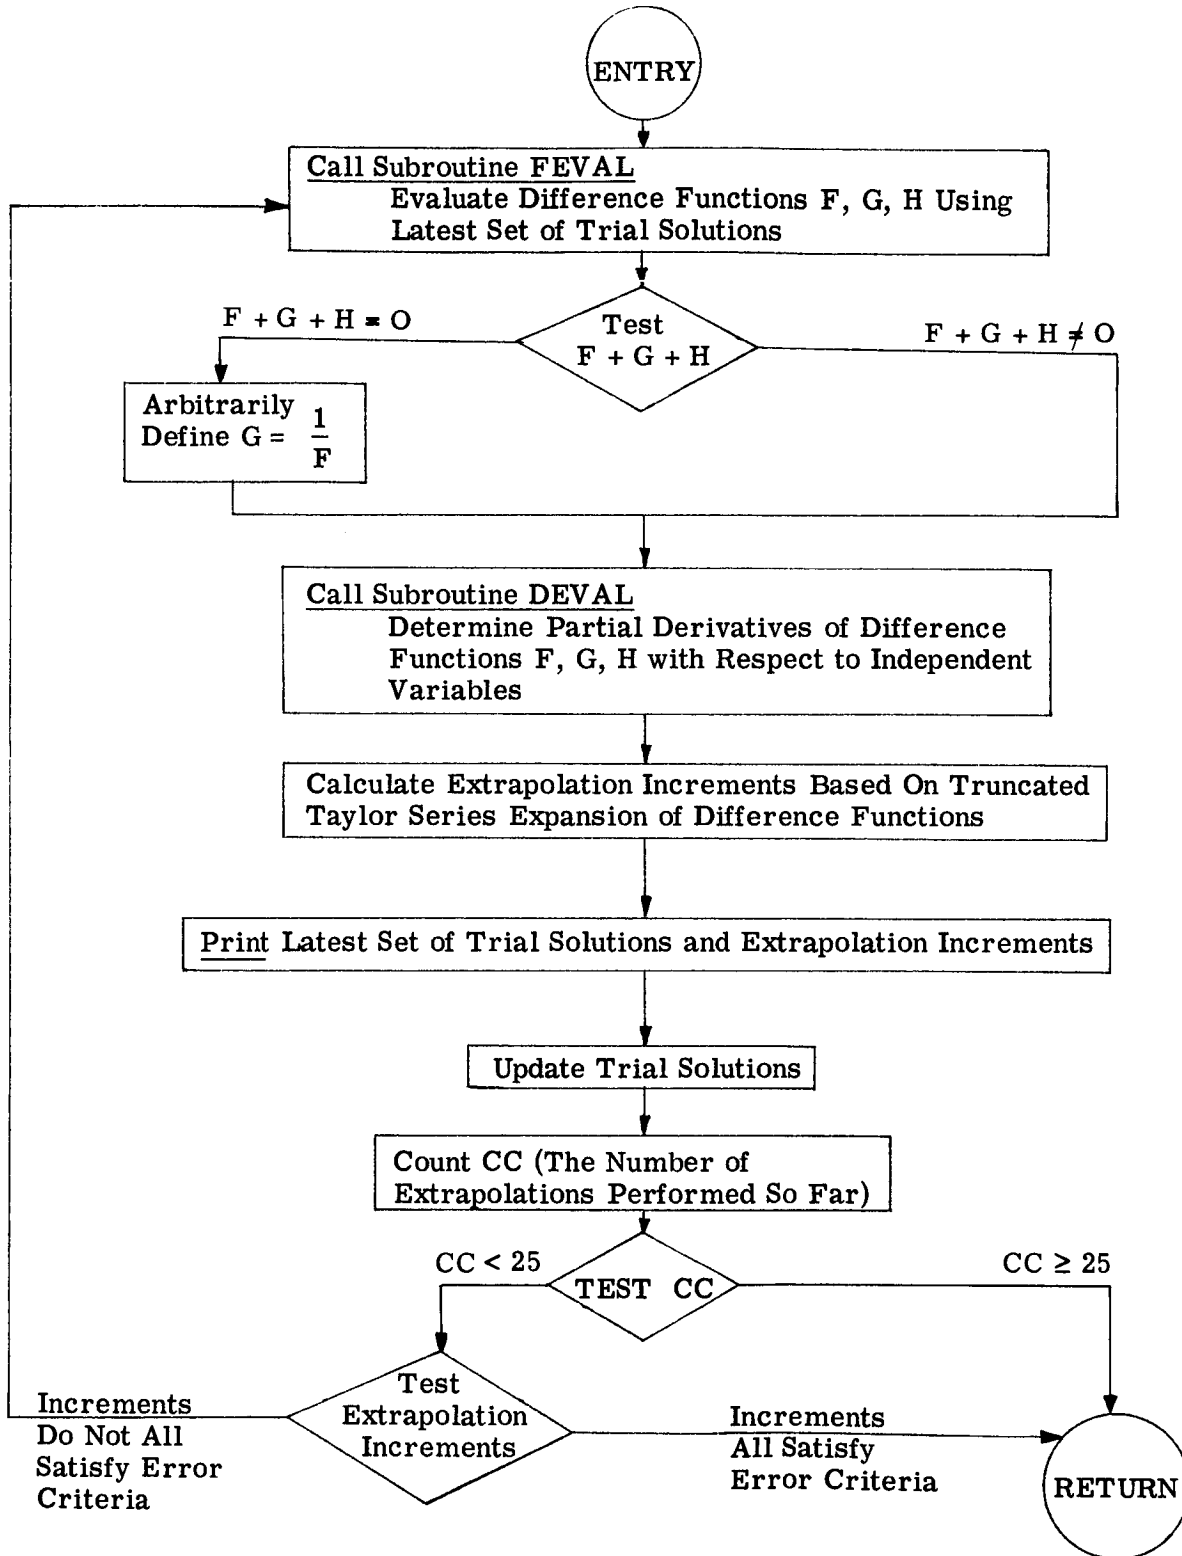 ENTRY
Call Subroutine FEVAL
Evaluate Difference Functions F, G, H Using
Latest Set of Trial Solutions
F + G + H = O
Test
F + G + H
F + G + H ≠ O
Arbitrarily
Define G = 1/F
Call Subroutine DEVAL
Determine Partial Derivatives of Difference
Functions F, G, H with Respect to Independent
Variables
Calculate Extrapolation Increments Based On Truncated
Taylor Series Expansion of Difference Functions
Print Latest Set of Trial Solutions and Extrapolation Increments
Update Trial Solutions
Count CC (The Number of
Extrapolations Performed So Far)
CC < 25
TEST CC
CC ≥ 25
Test
Extrapolation
Increments
Increments
Do Not All
Satisfy Error
Criteria
Increments
All Satisfy
Error Criteria
RETURN